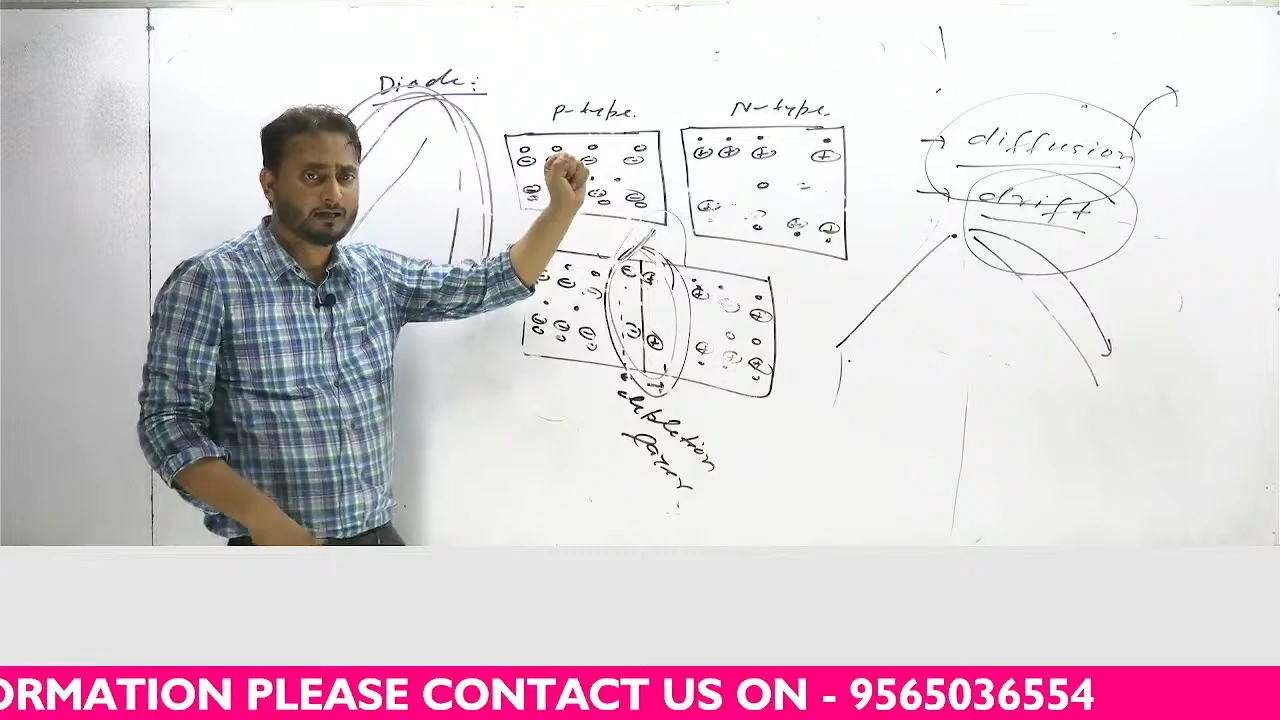 Diode:
P-type.
N-type.
→ diffusion
→ drift
depletion
layer
ORMATION PLEASE CONTACT US ON - 9565036554